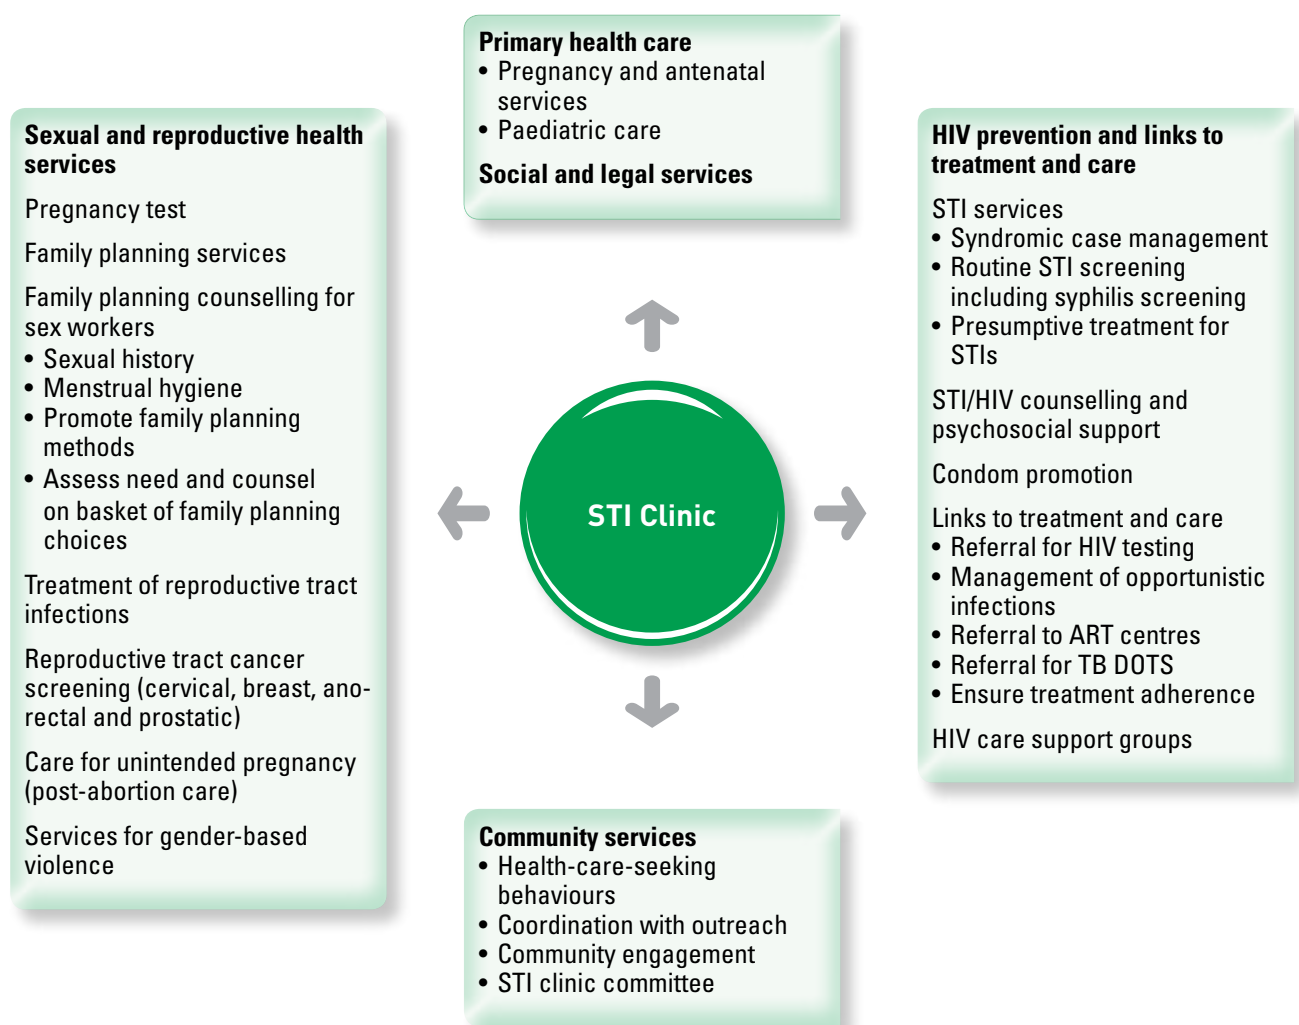 Primary health care
• Pregnancy and antenatal
services
• Paediatric care
Social and legal services
Sexual and reproductive health
services
Pregnancy test
Family planning services
Family planning counselling for
sex workers
• Sexual history
• Menstrual hygiene
• Promote family planning
methods
• Assess need and counsel
on basket of family planning
choices
Treatment of reproductive tract
infections
Reproductive tract cancer
screening (cervical, breast, ano-
rectal and prostatic)
Care for unintended pregnancy
(post-abortion care)
Services for gender-based
violence
STI Clinic
HIV prevention and links to
treatment and care
STI services
• Syndromic case management
• Routine STI screening
including syphilis screening
• Presumptive treatment for
STIs
STI/HIV counselling and
psychosocial support
Condom promotion
Links to treatment and care
• Referral for HIV testing
• Management of opportunistic
infections
• Referral to ART centres
• Referral for TB DOTS
• Ensure treatment adherence
HIV care support groups
Community services
• Health-care-seeking
behaviours
• Coordination with outreach
• Community engagement
• STI clinic committee